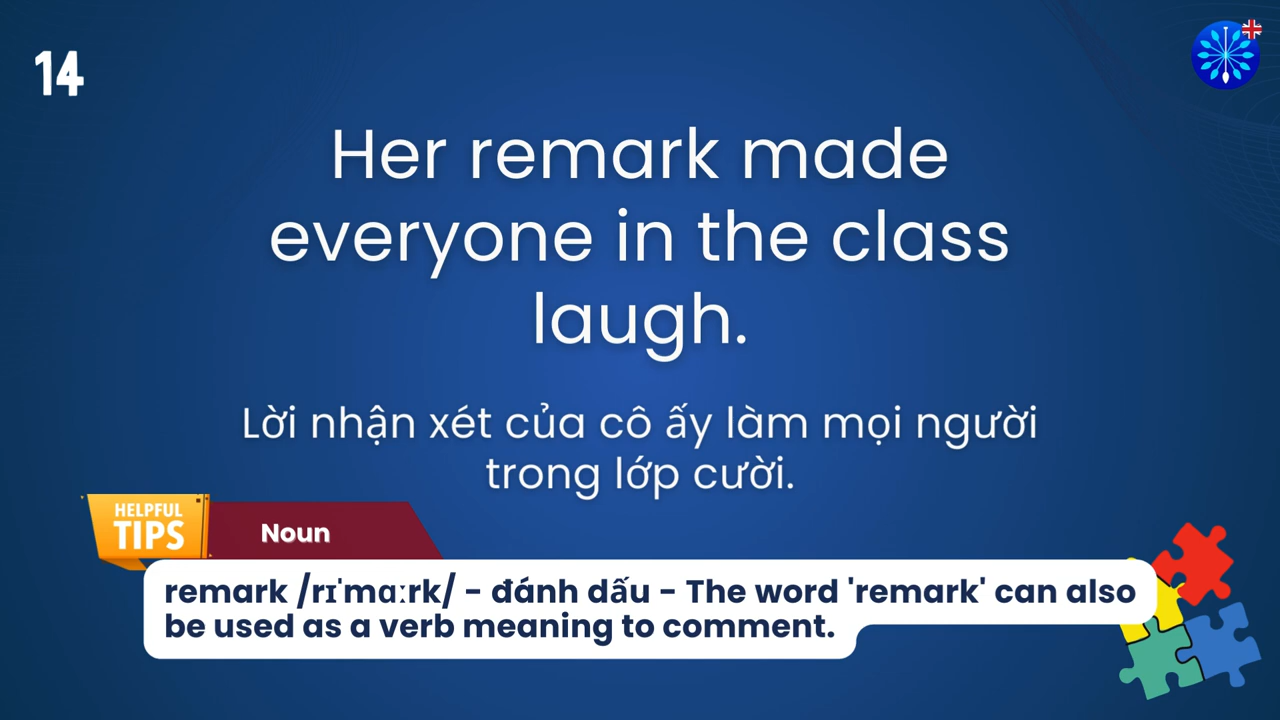 14
Her remark made
everyone in the class
laugh.
Lời nhận xét của cô ấy làm mọi người
trong lớp cười.
HELPFUL
TIPS
Noun
remark /rɪˈmɑːrk/ - đánh dấu - The word 'remark' can also
be used as a verb meaning to comment.